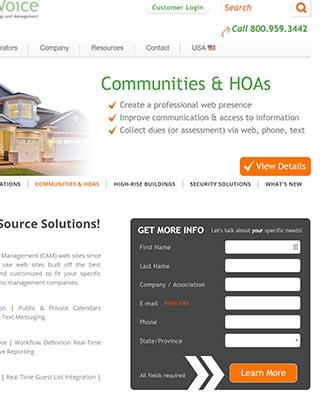 Voice
Customer Login
Search
ngs and Management
Call 800.959.3442
rators Company Resources Contact USA
Communities & HOAs
Create a professional web presence
Improve communication & access to information
Collect dues (or assessment) via web, phone, text
View Details
ATIONS COMMUNITIES & HOAS HIGH-RISE BUILDINGS SECURITY SOLUTIONS WHAT'S NEW
Source Solutions!
GET MORE INFO Let's talk about your specific needs!
Management (CAM) web sites since
use web sites built off the best
nd customized to fit your specific
to management companies.
tion | Public & Private Calendars
Text Messaging
ice | Workflow Definition Real-Time
ve Reporting
| Real Time Guest List Integration |
First Name
Last Name
Company / Association
E-mail
Phone
State/Province
All fields required
Learn More